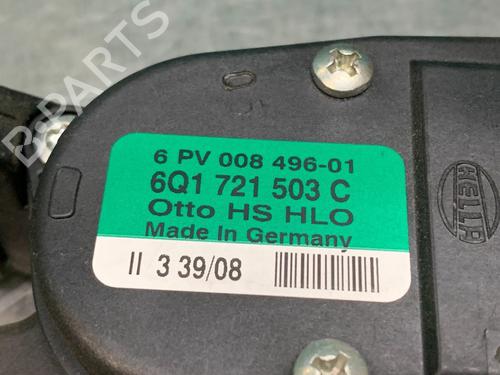 6 PV 008 496-01
6Q1 721 503 C
Otto HS HLO
Made In Germany
II 3 39/08
HELLA
B-PARTS